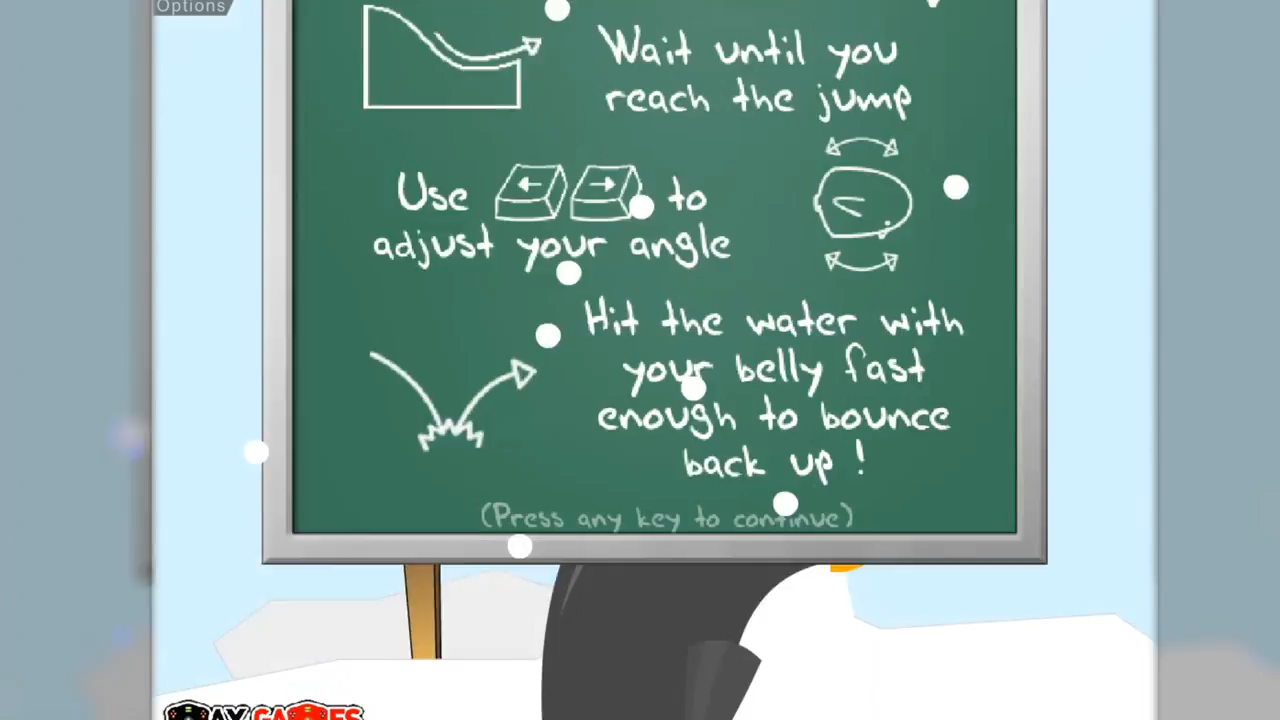 Options
Wait until you
reach the jump
Use ← → to
adjust your angle
Hit the water with
your belly fast
enough to bounce
back up !
(Press any key to continue)
GAMES